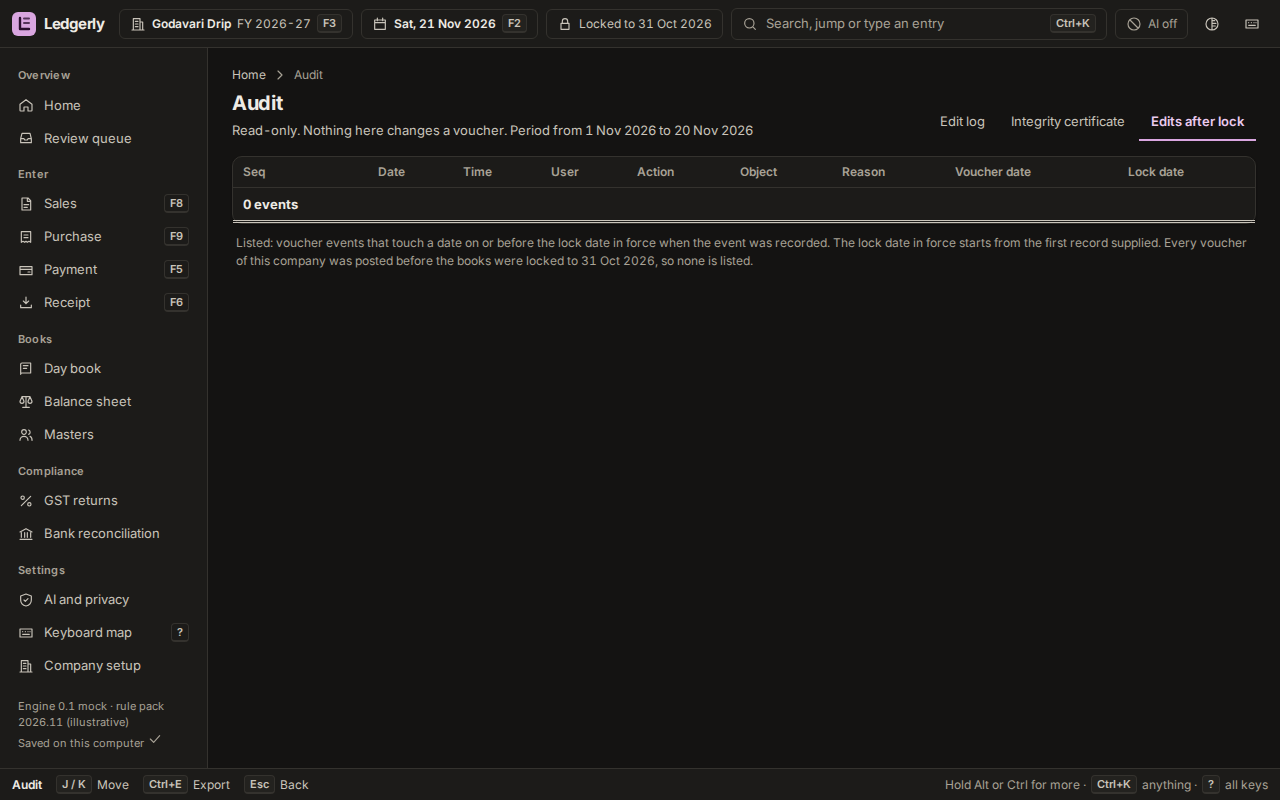 Ledgerly
Godavari Drip FY 2026-27 F3
Sat, 21 Nov 2026 F2
Locked to 31 Oct 2026
Search, jump or type an entry Ctrl+K
AI off
Overview
Home
Review queue
Enter
Sales F8
Purchase F9
Payment F5
Receipt F6
Books
Day book
Balance sheet
Masters
Compliance
GST returns
Bank reconciliation
Settings
AI and privacy
Keyboard map ?
Company setup
Engine 0.1 mock · rule pack
2026.11 (illustrative)
Saved on this computer
Home > Audit
Audit
Read-only. Nothing here changes a voucher. Period from 1 Nov 2026 to 20 Nov 2026
Edit log Integrity certificate Edits after lock
Seq Date Time User Action Object Reason Voucher date Lock date
0 events
Listed: voucher events that touch a date on or before the lock date in force when the event was recorded. The lock date in force starts from the first record supplied. Every voucher
of this company was posted before the books were locked to 31 Oct 2026, so none is listed.
Audit J / K Move Ctrl+E Export Esc Back
Hold Alt or Ctrl for more · Ctrl+K anything · ? all keys